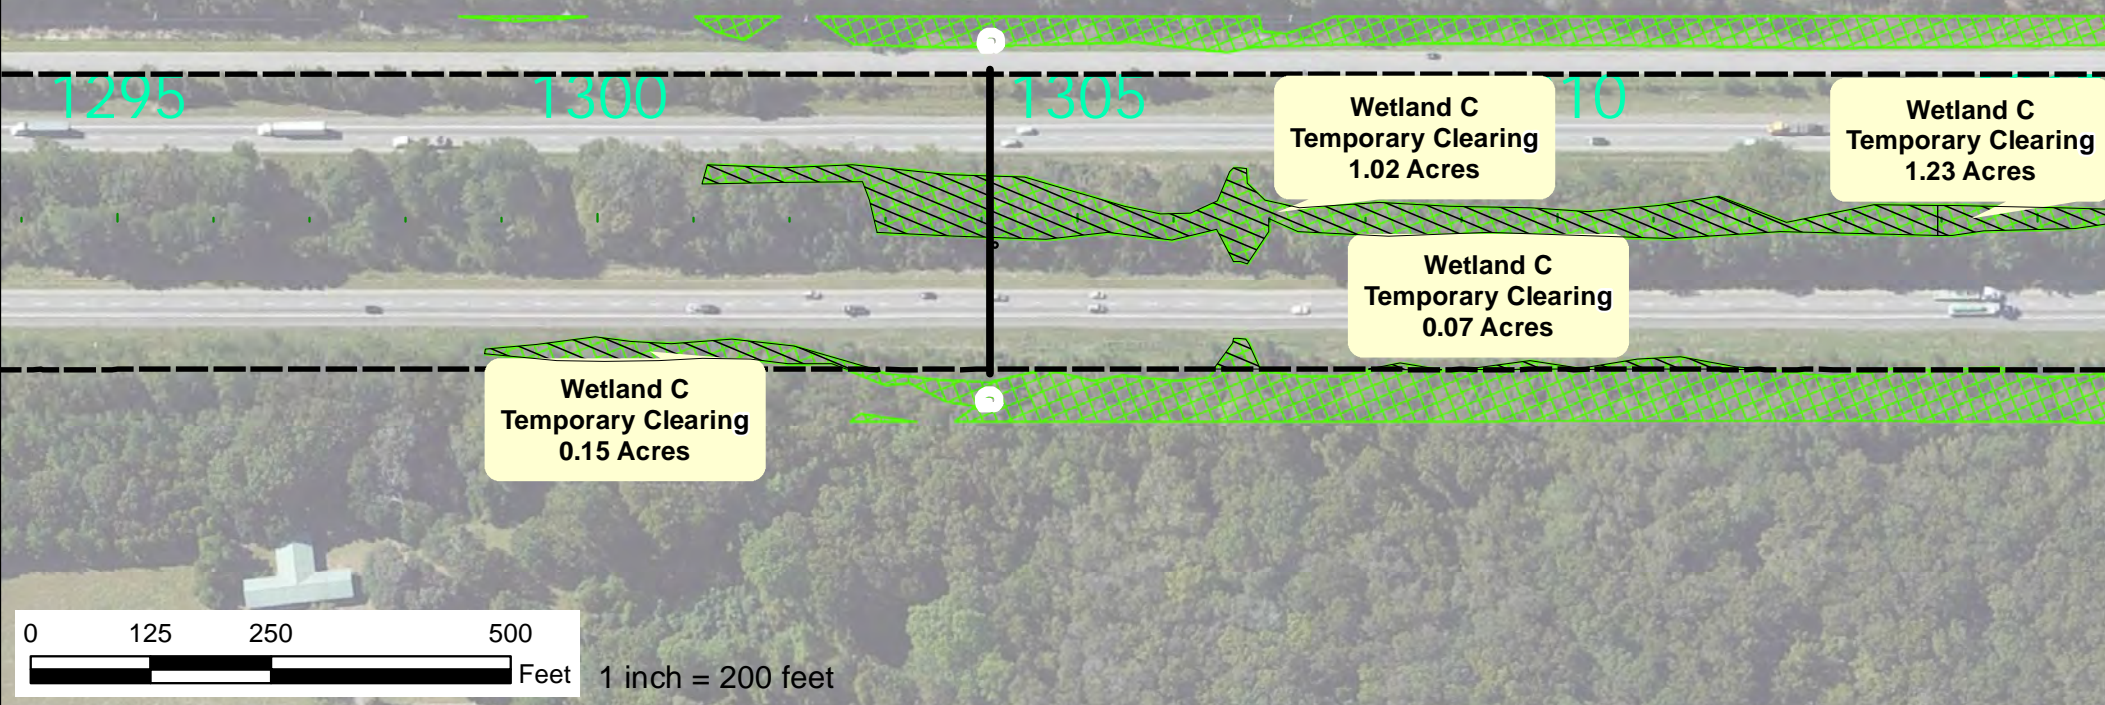 1295
1300
1305
10
Wetland C
Temporary Clearing
1.02 Acres
Wetland C
Temporary Clearing
1.23 Acres
Wetland C
Temporary Clearing
0.07 Acres
Wetland C
Temporary Clearing
0.15 Acres
0 125 250 500
Feet
1 inch = 200 feet